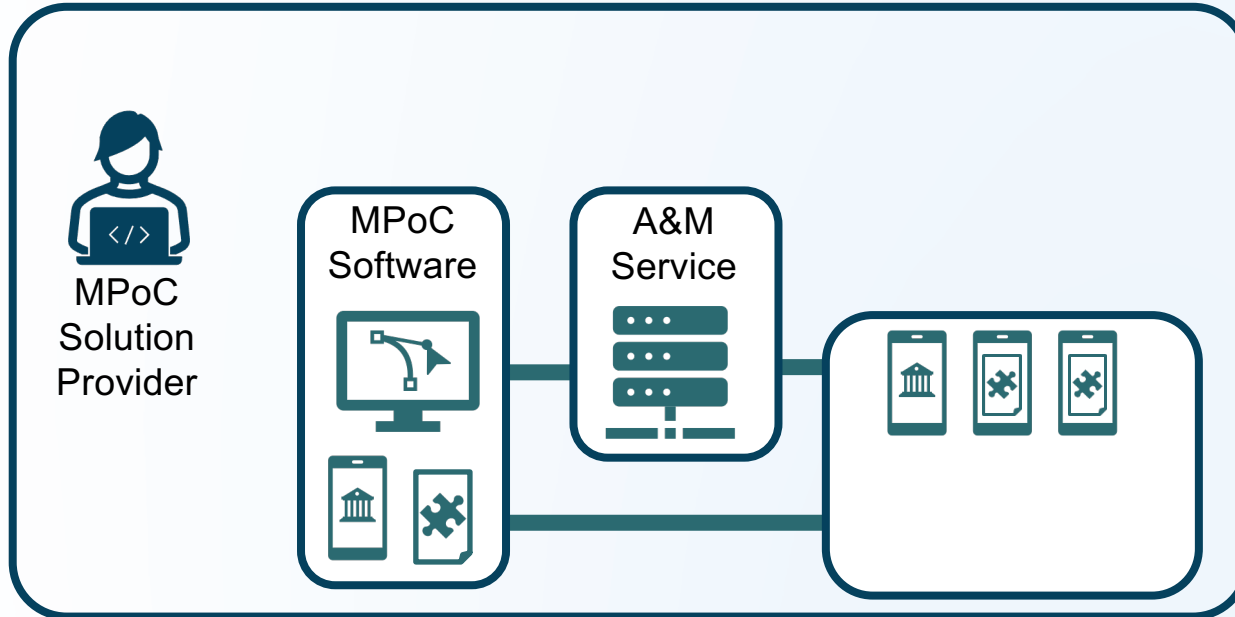 MPoC
Solution
Provider
MPoC
Software
A&M
Service
</>